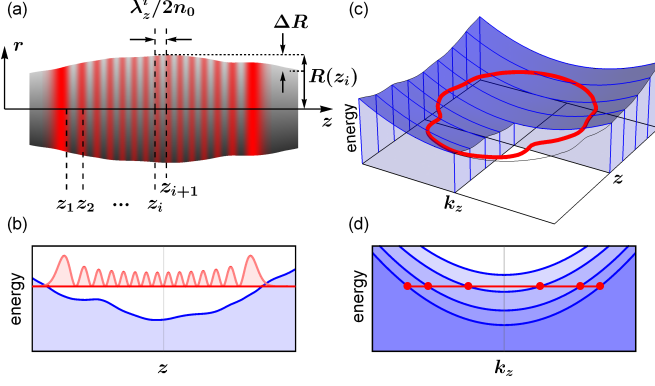 (a)
λ_z^i/2n_0
ΔR
r
R(z_i)
z
z_1 z_2 ... z_i z_{i+1}
(c)
energy
z
k_z
(b)
energy
z
(d)
energy
k_z